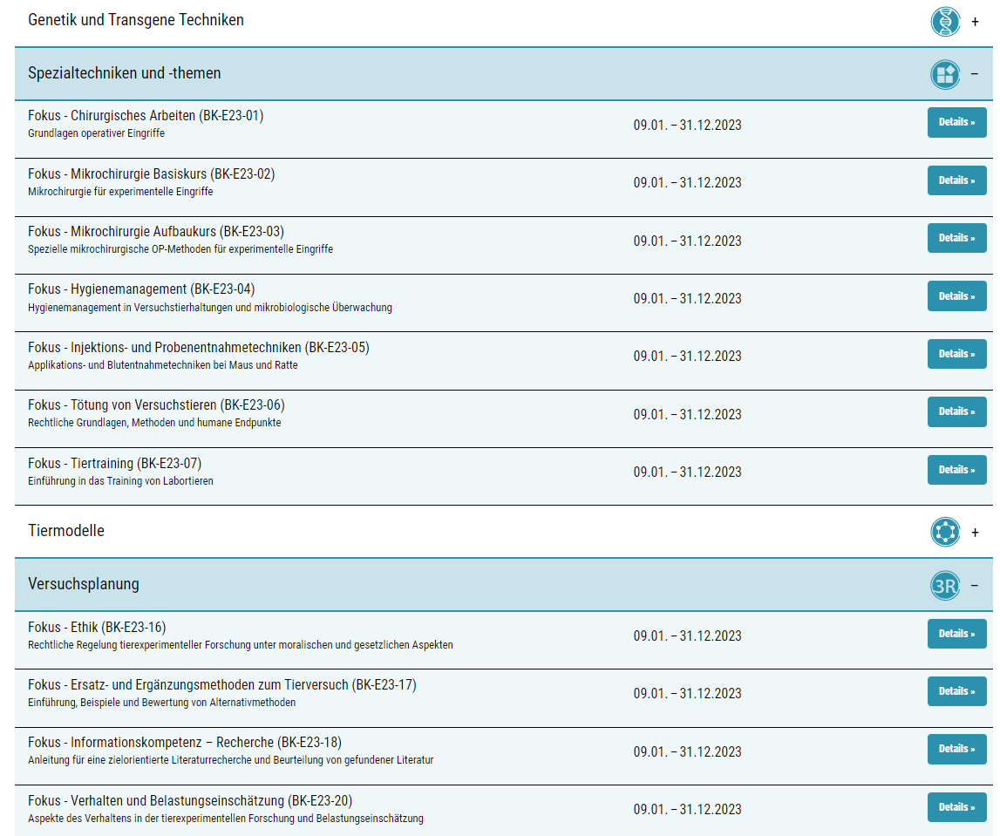 Genetik und Transgene Techniken
+
Spezialtechniken und -themen
–
Fokus - Chirurgisches Arbeiten (BK-E23-01)
Grundlagen operativer Eingriffe
09.01. – 31.12.2023
Details »
Fokus - Mikrochirurgie Basiskurs (BK-E23-02)
Mikrochirurgie für experimentelle Eingriffe
09.01. – 31.12.2023
Details »
Fokus - Mikrochirurgie Aufbaukurs (BK-E23-03)
Spezielle mikrochirurgische OP-Methoden für experimentelle Eingriffe
09.01. – 31.12.2023
Details »
Fokus - Hygienemanagement (BK-E23-04)
Hygienemanagement in Versuchstierhaltungen und mikrobiologische Überwachung
09.01. – 31.12.2023
Details »
Fokus - Injektions- und Probenentnahmetechniken (BK-E23-05)
Applikations- und Blutentnahmetechniken bei Maus und Ratte
09.01. – 31.12.2023
Details »
Fokus - Tötung von Versuchstieren (BK-E23-06)
Rechtliche Grundlagen, Methoden und humane Endpunkte
09.01. – 31.12.2023
Details »
Fokus - Tiertraining (BK-E23-07)
Einführung in das Training von Labortieren
09.01. – 31.12.2023
Details »
Tiermodelle
+
Versuchsplanung
3R
–
Fokus - Ethik (BK-E23-16)
Rechtliche Regelung tierexperimenteller Forschung unter moralischen und gesetzlichen Aspekten
09.01. – 31.12.2023
Details »
Fokus - Ersatz- und Ergänzungsmethoden zum Tierversuch (BK-E23-17)
Einführung, Beispiele und Bewertung von Alternativmethoden
09.01. – 31.12.2023
Details »
Fokus - Informationskompetenz – Recherche (BK-E23-18)
Anleitung für eine zielorientierte Literaturrecherche und Beurteilung von gefundener Literatur
09.01. – 31.12.2023
Details »
Fokus - Verhalten und Belastungseinschätzung (BK-E23-20)
Aspekte des Verhaltens in der tierexperimentellen Forschung und Belastungseinschätzung
09.01. – 31.12.2023
Details »